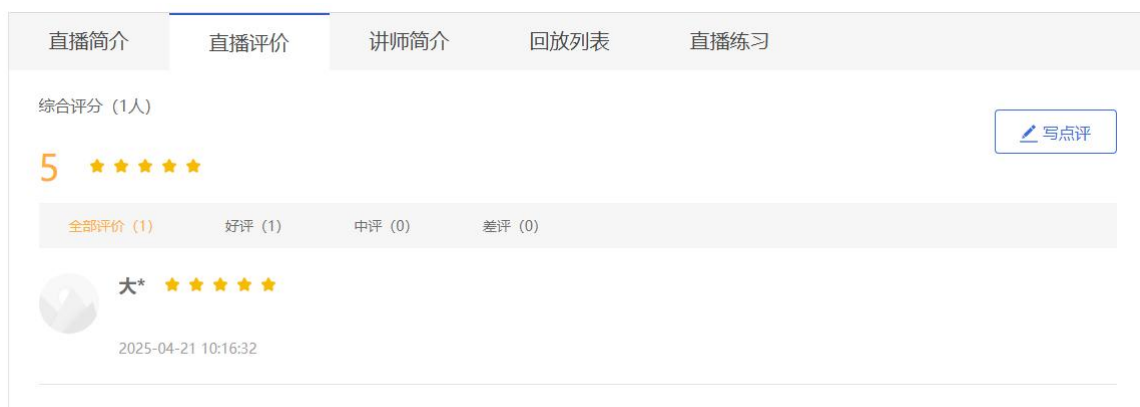 直播简介 直播评价 讲师简介 回放列表 直播练习
综合评分 (1人)
写点评
5
全部评价 (1) 好评 (1) 中评 (0) 差评 (0)
大*
2025-04-21 10:16:32